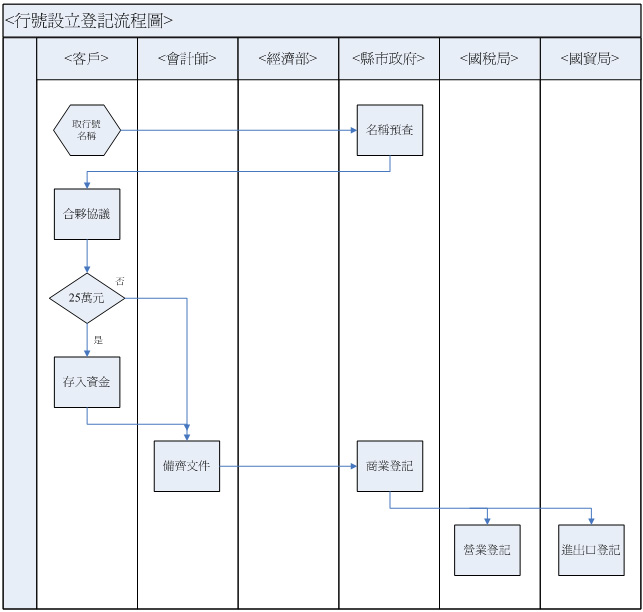 <行號設立登記流程圖>
<客戶>
<會計師>
<經濟部>
<縣市政府>
<國稅局>
<國貿局>
取行號
名稱
名稱預查
合夥協議
25萬元
否
是
存入資金
備齊文件
商業登記
營業登記
進出口登記